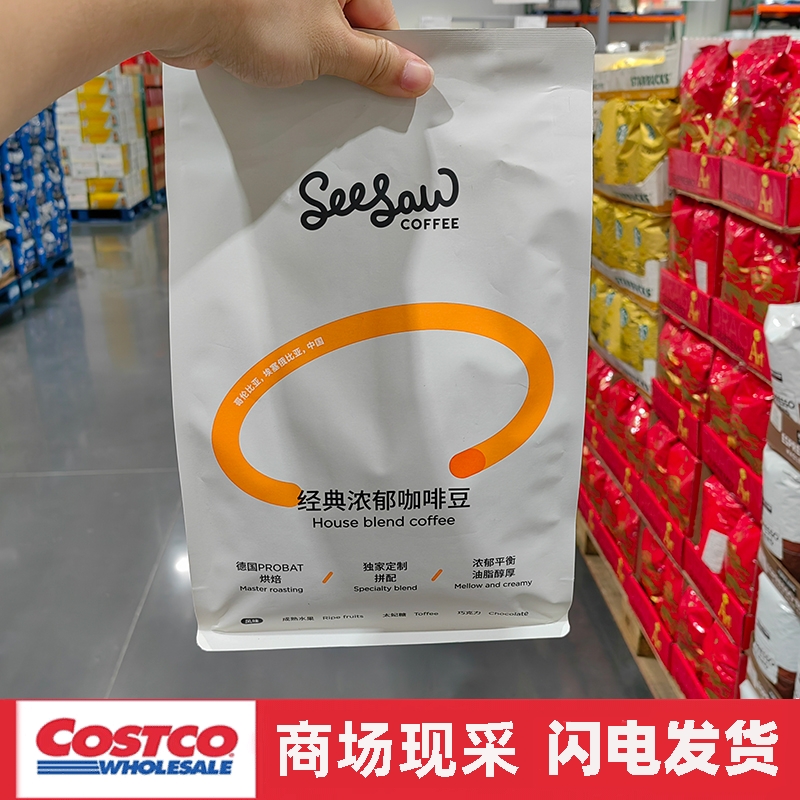 STARBUCKS
SeeSaw
COFFEE
哥伦比亚, 埃塞俄比亚, 中国
经典浓郁咖啡豆
House blend coffee
德国PROBAT
烘焙
Master roasting
独家定制
拼配
Specialty blend
浓郁平衡
油脂醇厚
Mellow and creamy
风味 成熟水果 Ripe fruits 太妃糖 Toffee 巧克力 Chocolate
COSTCO
WHOLESALE
商场现采 闪电发货